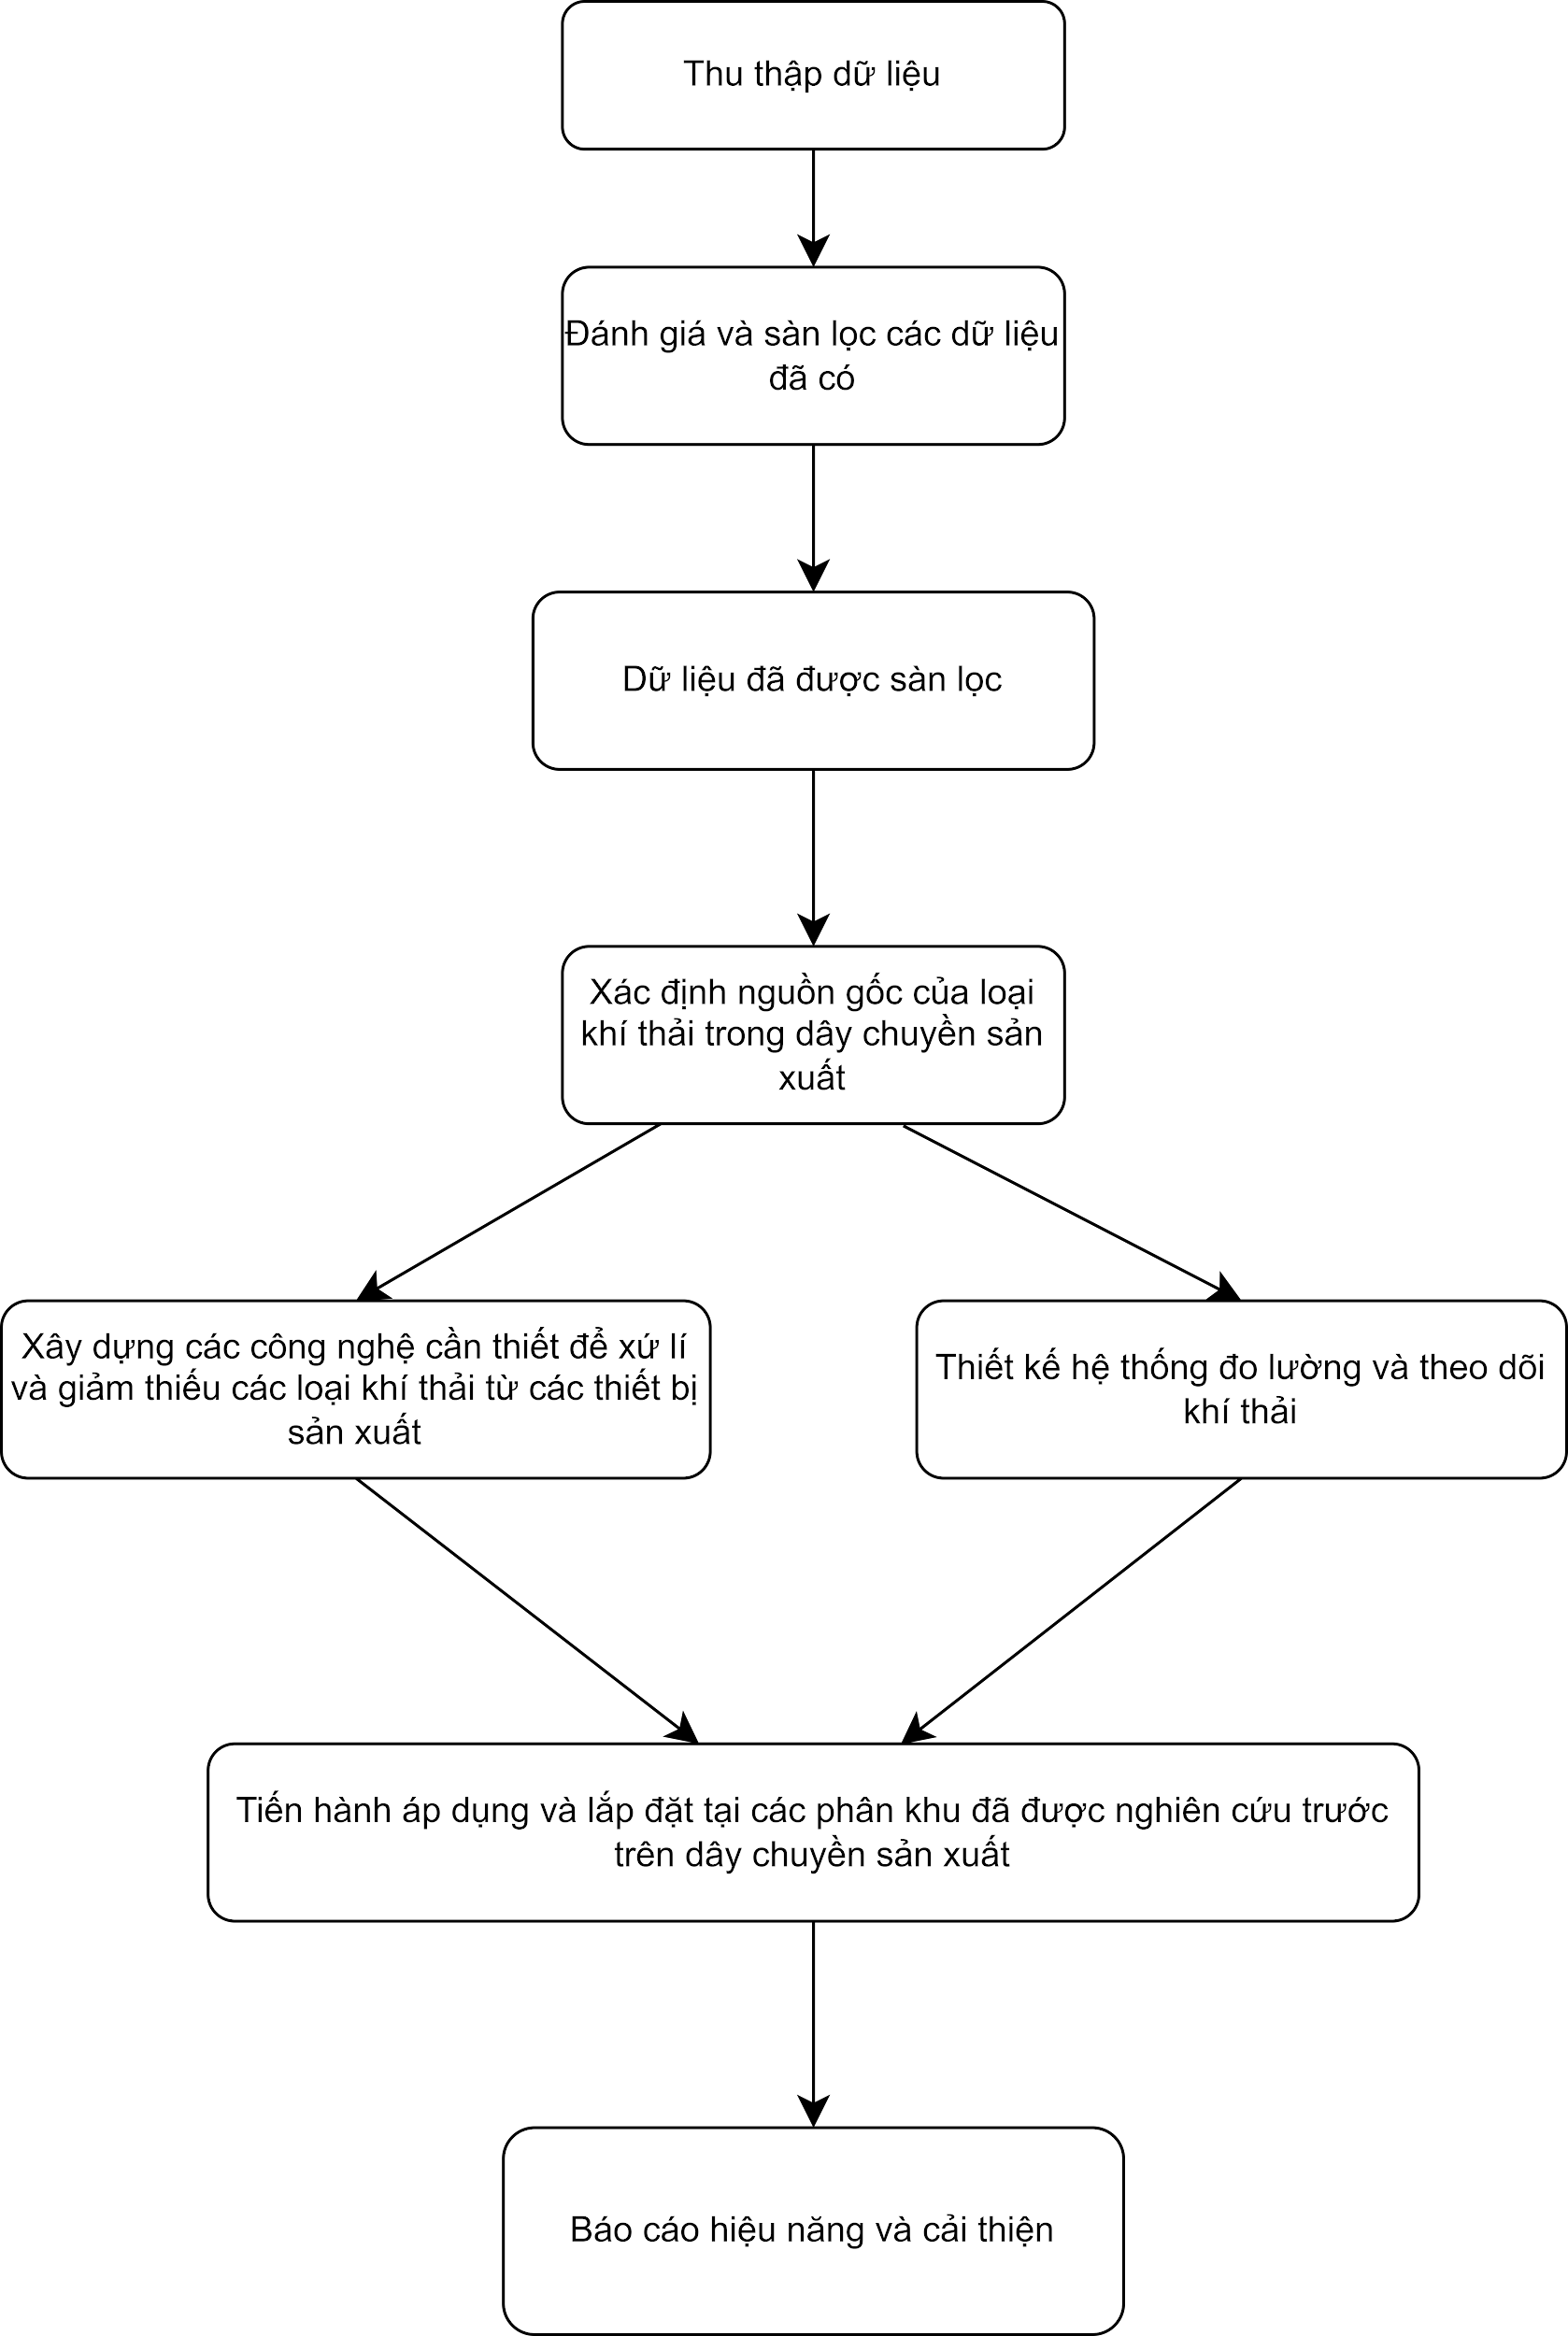 Thu thập dữ liệu
Đánh giá và sàn lọc các dữ liệu
đã có
Dữ liệu đã được sàn lọc
Xác định nguồn gốc của loại
khí thải trong dây chuyền sản
xuất
Xây dựng các công nghệ cần thiết để xứ lí
và giảm thiếu các loại khí thải từ các thiết bị
sản xuất
Thiết kế hệ thống đo lường và theo dõi
khí thải
Tiến hành áp dụng và lắp đặt tại các phân khu đã được nghiên cứu trước
trên dây chuyền sản xuất
Báo cáo hiệu năng và cải thiện